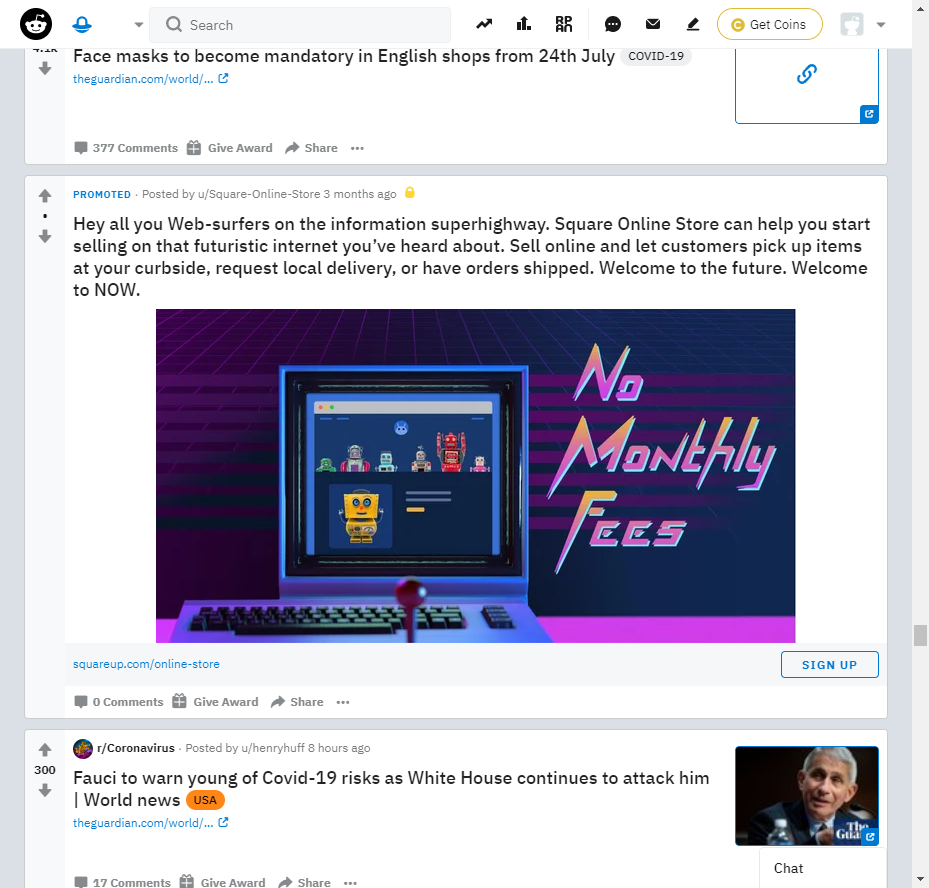 Search
Get Coins
4.1k
Face masks to become mandatory in English shops from 24th July COVID-19
theguardian.com/world/...
377 Comments Give Award Share
PROMOTED · Posted by u/Square-Online-Store 3 months ago
Hey all you Web-surfers on the information superhighway. Square Online Store can help you start
selling on that futuristic internet you’ve heard about. Sell online and let customers pick up items
at your curbside, request local delivery, or have orders shipped. Welcome to the future. Welcome
to NOW.
No
Monthly
Fees
squareup.com/online-store
SIGN UP
0 Comments Give Award Share
r/Coronavirus · Posted by u/henryhuff 8 hours ago
300
Fauci to warn young of Covid-19 risks as White House continues to attack him
| World news USA
theguardian.com/world/...
The
Guar
17 Comments Give Award Share
Chat